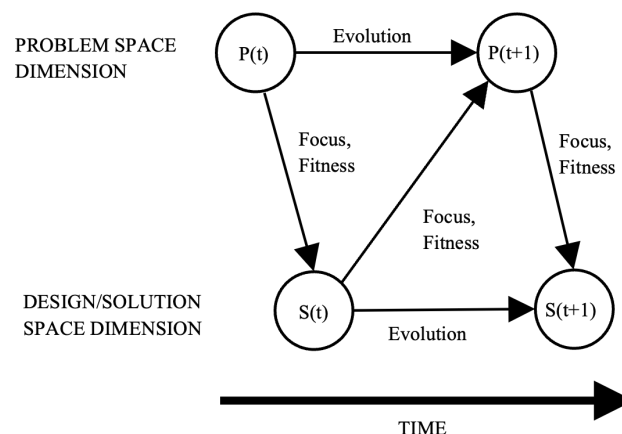 PROBLEM SPACE
DIMENSION
P(t)
Evolution
P(t+1)
Focus,
Fitness
Focus,
Fitness
Focus,
Fitness
DESIGN/SOLUTION
SPACE DIMENSION
S(t)
Evolution
S(t+1)
TIME